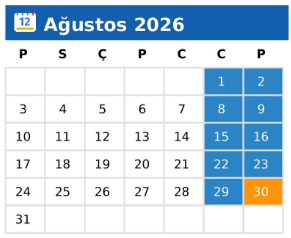 12 Ağustos 2026
P S Ç P C C P
1 2
3 4 5 6 7 8 9
10 11 12 13 14 15 16
17 18 19 20 21 22 23
24 25 26 27 28 29 30
31